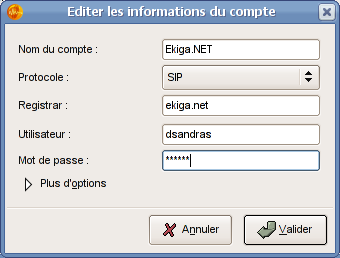 Editer les informations du compte
Nom du compte : Ekiga.NET
Protocole : SIP
Registrar : ekiga.net
Utilisateur : dsandras
Mot de passe : ******
Plus d'options
Annuler Valider